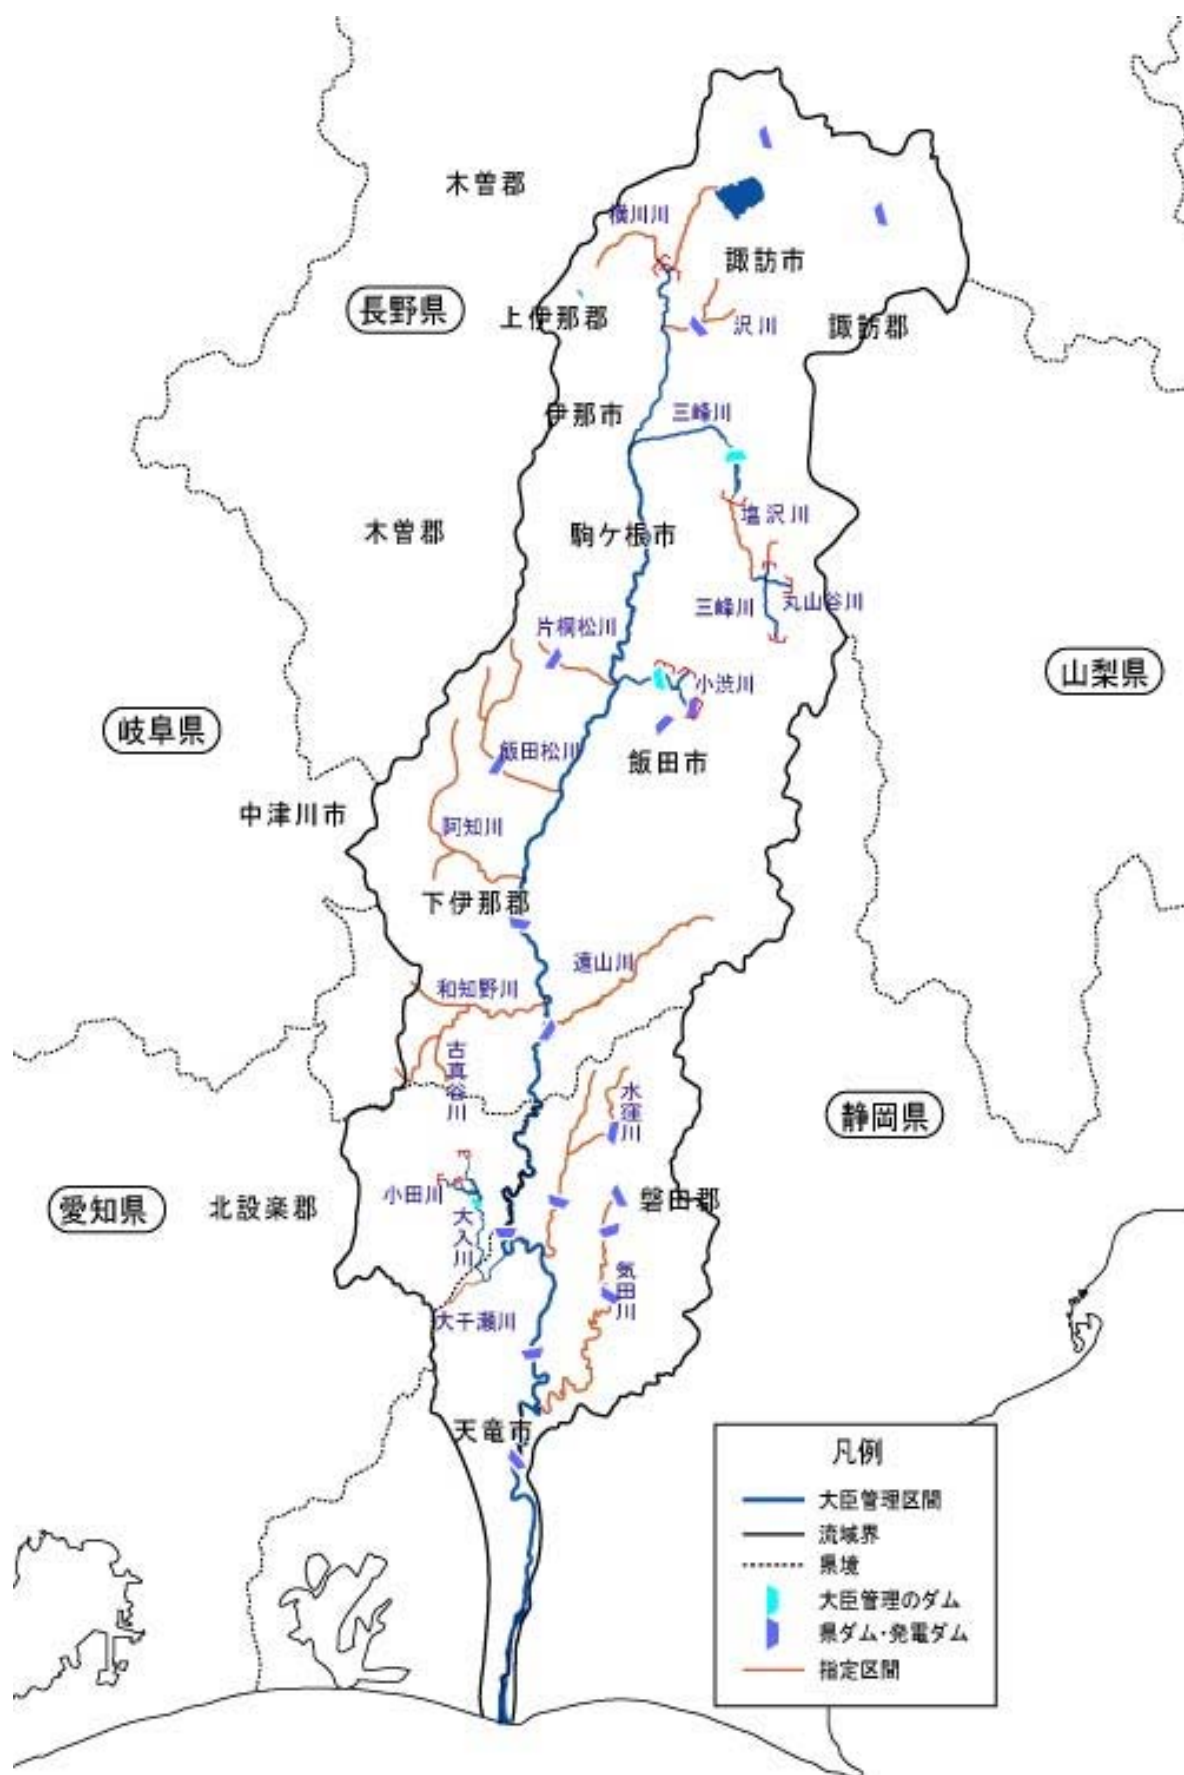 木曽郡
横川川
諏訪市
長野県
上伊那郡
沢川
諏訪郡
伊那市
三峰川
塩沢川
木曽郡
駒ケ根市
三峰川
丸山谷川
片桐松川
小渋川
山梨県
岐阜県
飯田松川
飯田市
中津川市
阿知川
下伊那郡
遠山川
和知野川
古真谷川
水窪川
静岡県
愛知県
北設楽郡
小田川
磐田郡
大入川
気田川
大千瀬川
天竜市
凡例
大臣管理区間
流域界
県境
大臣管理のダム
県ダム・発電ダム
指定区間